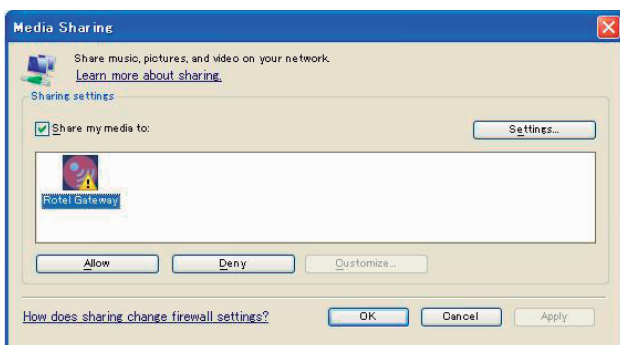 Media Sharing
Share music, pictures, and video on your network.
Learn more about sharing.
Sharing settings
Share my media to:
Settings...
Rotel Gateway
Allow
Deny
Customize...
How does sharing change firewall settings?
OK
Cancel
Apply